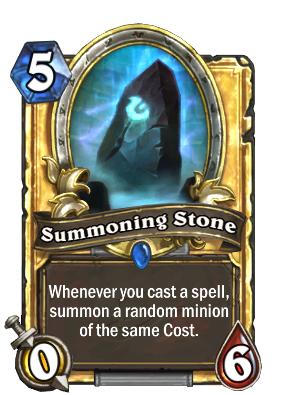 5
Summoning Stone
Whenever you cast a spell,
summon a random minion
of the same Cost.
0
6